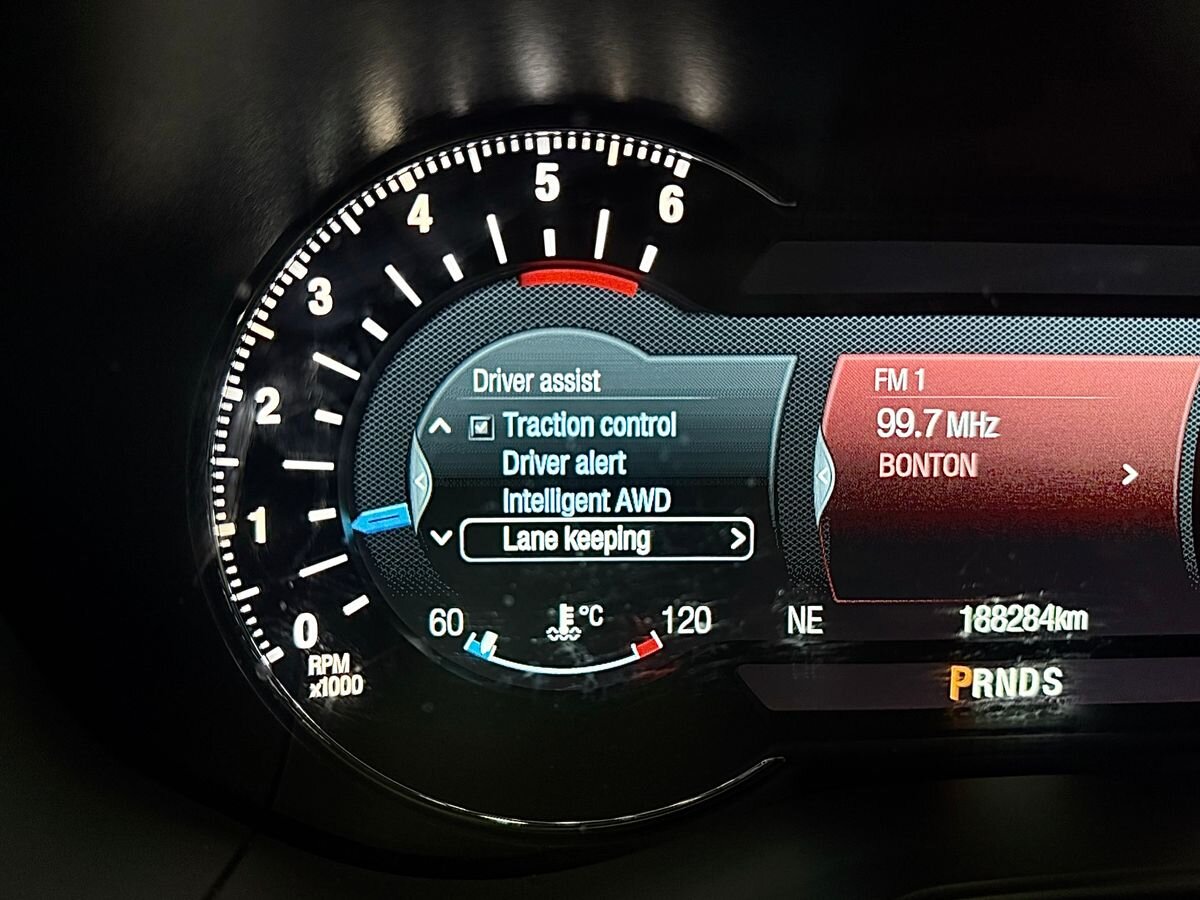 6
5
4
3
2
1
0
RPM
x1000
Driver assist
Traction control
Driver alert
Intelligent AWD
Lane keeping
60
°C
120
FM 1
99.7 MHz
BONTON
NE
188284km
PRNDS